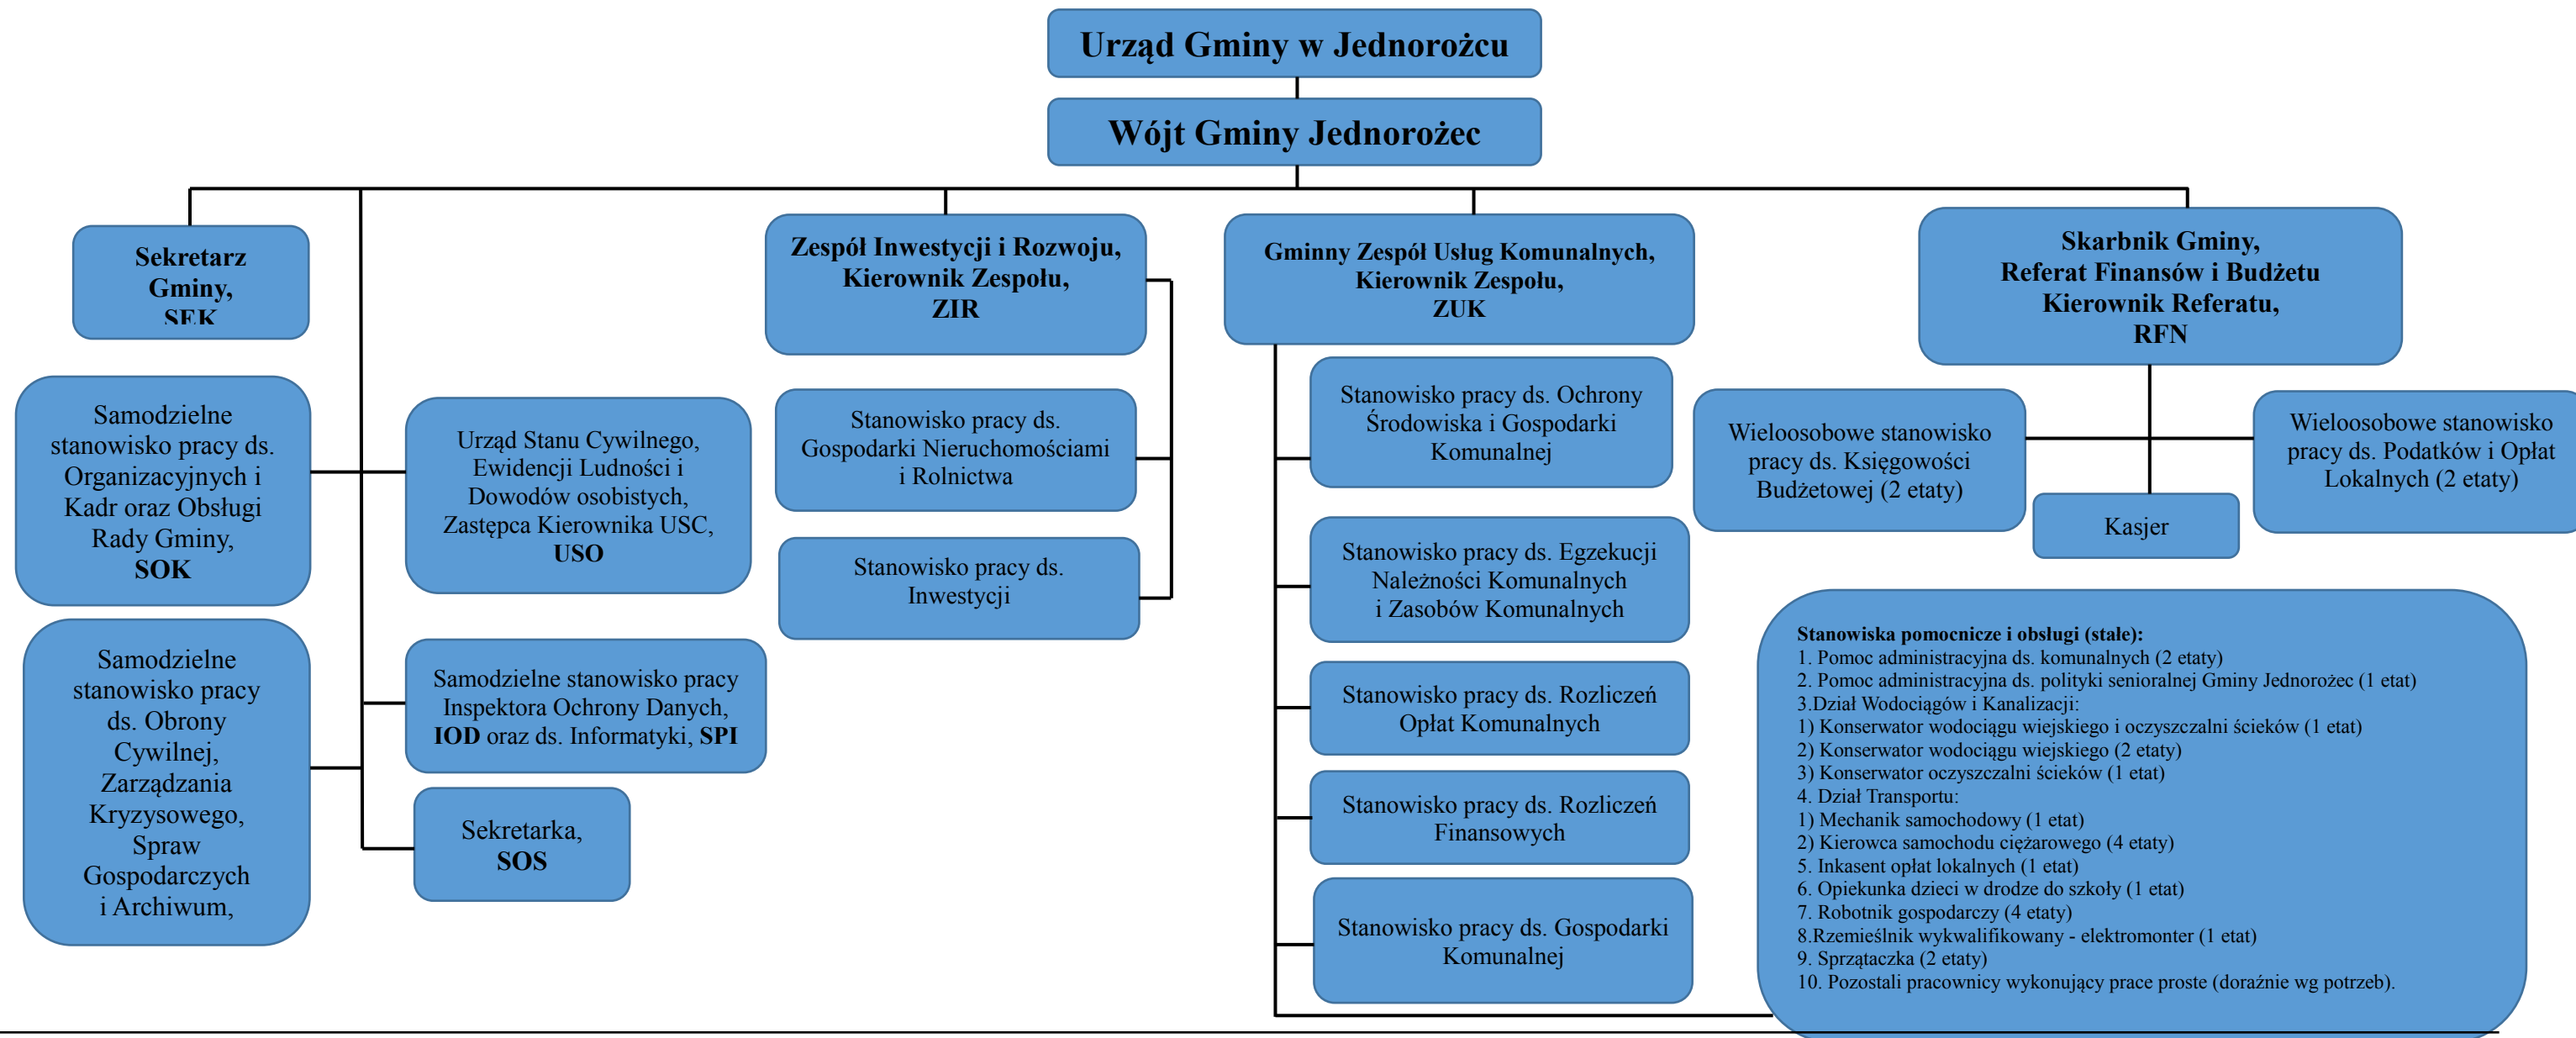 Urząd Gminy w Jednorożcu
Wójt Gminy Jednorożec
Sekretarz
Gminy,
SEK
Zespół Inwestycji i Rozwoju,
Kierownik Zespołu,
ZIR
Gminny Zespół Usług Komunalnych,
Kierownik Zespołu,
ZUK
Skarbnik Gminy,
Referat Finansów i Budżetu
Kierownik Referatu,
RFN
Samodzielne
stanowisko pracy ds.
Organizacyjnych i
Kadr oraz Obsługi
Rady Gminy,
SOK
Urząd Stanu Cywilnego,
Ewidencji Ludności i
Dowodów osobistych,
Zastępca Kierownika USC,
USO
Stanowisko pracy ds.
Gospodarki Nieruchomościami
i Rolnictwa
Stanowisko pracy ds.
Inwestycji
Stanowisko pracy ds. Ochrony
Środowiska i Gospodarki
Komunalnej
Wieloosobowe stanowisko
pracy ds. Księgowości
Budżetowej (2 etaty)
Kasjer
Wieloosobowe stanowisko
pracy ds. Podatków i Opłat
Lokalnych (2 etaty)
Samodzielne
stanowisko pracy
ds. Obrony
Cywilnej,
Zarządzania
Kryzysowego,
Spraw
Gospodarczych
i Archiwum,
Samodzielne stanowisko pracy
Inspektora Ochrony Danych,
IOD oraz ds. Informatyki, SPI
Sekretarka,
SOS
Stanowisko pracy ds. Egzekucji
Należności Komunalnych
i Zasobów Komunalnych
Stanowisko pracy ds. Rozliczeń
Opłat Komunalnych
Stanowisko pracy ds. Rozliczeń
Finansowych
Stanowisko pracy ds. Gospodarki
Komunalnej
Stanowiska pomocnicze i obsługi (stałe):
1. Pomoc administracyjna ds. komunalnych (2 etaty)
2. Pomoc administracyjna ds. polityki senioralnej Gminy Jednorożec (1 etat)
3.Dział Wodociągów i Kanalizacji:
1) Konserwator wodociągu wiejskiego i oczyszczalni ścieków (1 etat)
2) Konserwator wodociągu wiejskiego (2 etaty)
3) Konserwator oczyszczalni ścieków (1 etat)
4. Dział Transportu:
1) Mechanik samochodowy (1 etat)
2) Kierowca samochodu ciężarowego (4 etaty)
5. Inkasent opłat lokalnych (1 etat)
6. Opiekunka dzieci w drodze do szkoły (1 etat)
7. Robotnik gospodarczy (4 etaty)
8.Rzemieślnik wykwalifikowany - elektromonter (1 etat)
9. Sprzątaczka (2 etaty)
10. Pozostali pracownicy wykonujący prace proste (doraźnie wg potrzeb).